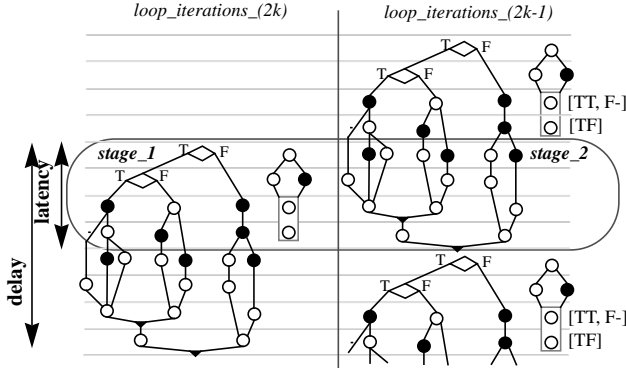 loop_iterations_(2k)
loop_iterations_(2k-1)
T F
T F
[TT, F-]
[TF]
stage_1
stage_2
T F
T F
latency
delay
T F
T F
[TT, F-]
[TF]